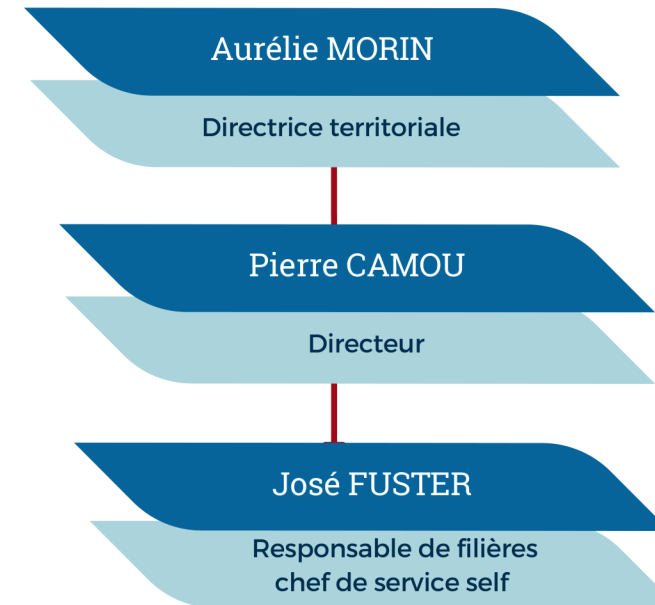 Aurélie MORIN
Directrice territoriale
Pierre CAMOU
Directeur
José FUSTER
Responsable de filières
chef de service self